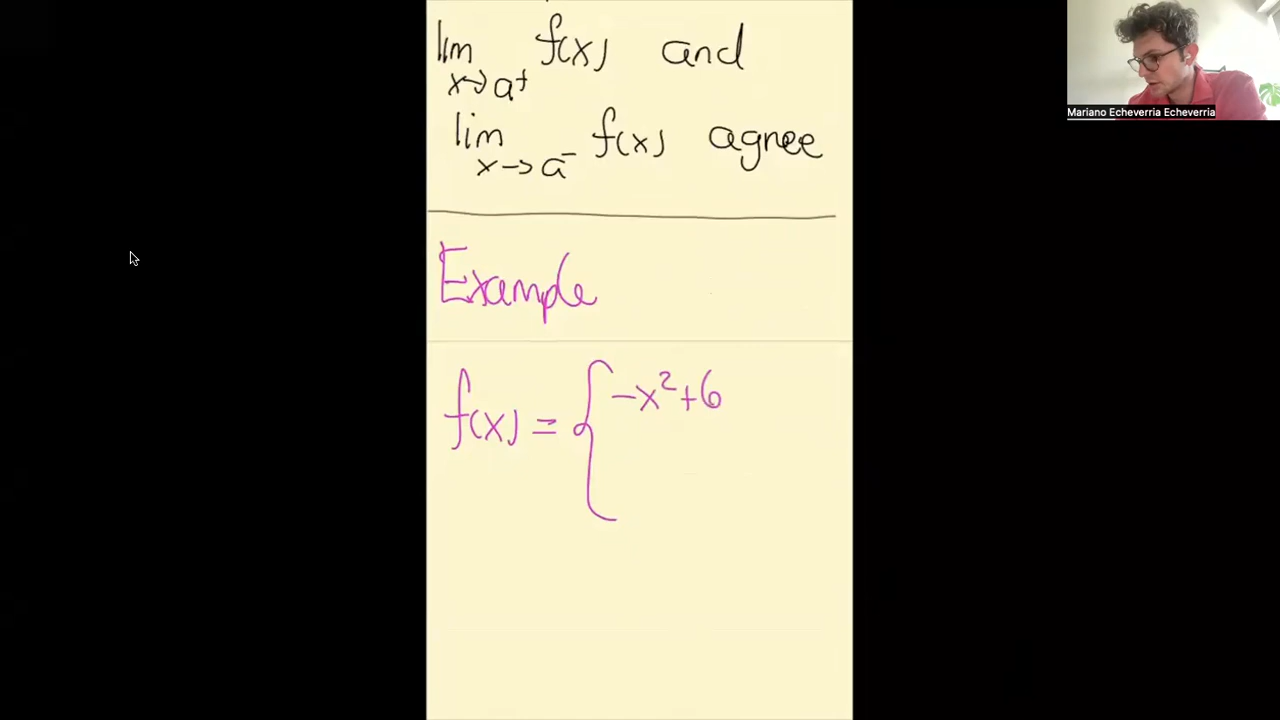 lim f(x) and
x→a⁺
lim f(x) agree
x→a⁻
Example
f(x) = { -x²+6
Mariano Echeverria Echeverria